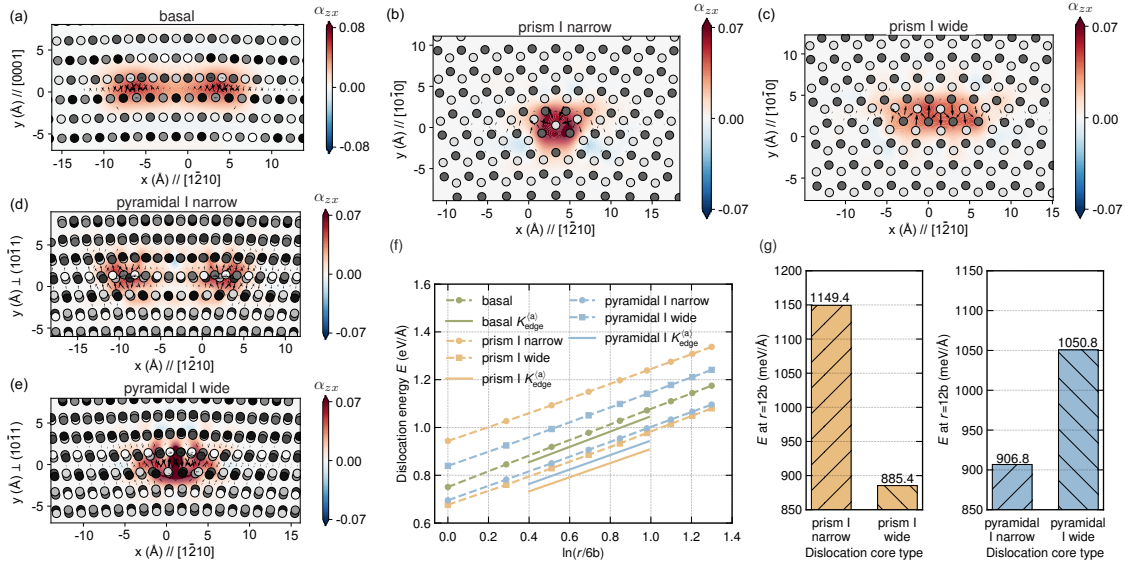 (a)
basal
α_zx
0.08
0.00
-0.08
y (Å) // [0001]
5
0
-5
-15
-10
-5
0
5
10
x (Å) // [12̄10]
(b)
prism I narrow
α_zx
0.07
0.00
-0.07
y (Å) // [101̄0]
10
5
0
-5
-10
-5
0
5
10
15
x (Å) // [12̄10]
(c)
prism I wide
α_zx
0.07
0.00
-0.07
y (Å) // [101̄0]
10
5
0
-5
-10
-5
0
5
10
15
x (Å) // [12̄10]
(d)
pyramidal I narrow
α_zx
0.07
0.00
-0.07
y (Å) ⊥ (101̄1)
5
0
-5
-15
-10
-5
0
5
10
x (Å) // [12̄10]
(e)
pyramidal I wide
α_zx
0.07
0.00
-0.07
y (Å) ⊥ (101̄1)
5
0
-5
-10
-5
0
5
10
15
x (Å) // [12̄10]
(f)
Dislocation energy E (eV/Å)
1.6
1.4
1.2
1.0
0.8
0.6
basal
basal K_edge^(a)
prism I narrow
prism I wide
pyramidal I narrow
pyramidal I wide
pyramidal I K_edge^(a)
prism I K_edge^(a)
0.0 0.2 0.4 0.6 0.8 1.0 1.2 1.4
ln(r/6b)
(g)
E at r=12b (meV/Å)
1200
1150
1100
1050
1000
950
900
850
1149.4
885.4
prism I
narrow
prism I
wide
Dislocation core type
E at r=12b (meV/Å)
1150
1100
1050
1000
950
900
850
906.8
1050.8
pyramidal
I narrow
pyramidal
I wide
Dislocation core type